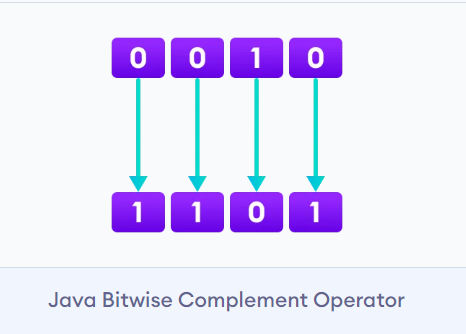 0 0 1 0
1 1 0 1
Java Bitwise Complement Operator